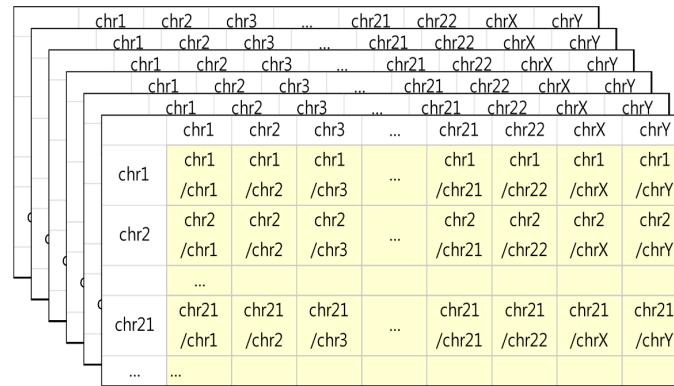 chr1 chr2 chr3 ... chr21 chr22 chrX chrY
chr1 chr2 chr3 ... chr21 chr22 chrX chrY
chr1 chr2 chr3 ... chr21 chr22 chrX chrY
chr1 chr2 chr3 ... chr21 chr22 chrX chrY
chr1 chr2 chr3 ... chr21 chr22 chrX chrY
chr1 chr2 chr3 ... chr21 chr22 chrX chrY
chr1 chr1 chr1 ... chr1 chr1 chr1 chr1
chr1
/chr1 /chr2 /chr3 /chr21 /chr22 /chrX /chrY
chr2 chr2 chr2 ... chr2 chr2 chr2 chr2
chr2
/chr1 /chr2 /chr3 /chr21 /chr22 /chrX /chrY
...
chr21 chr21 chr21 ... chr21 chr21 chr21 chr21
chr21
/chr1 /chr2 /chr3 /chr21 /chr22 /chrX /chrY
... ...